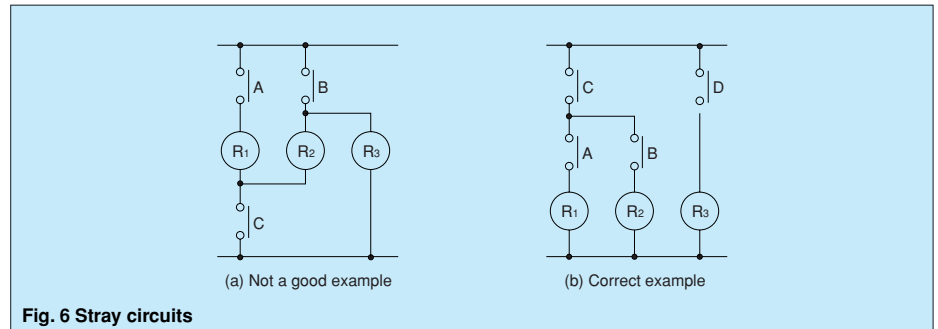 A B
R1 R2 R3
C
(a) Not a good example
C D
A B
R1 R2 R3
(b) Correct example
Fig. 6 Stray circuits